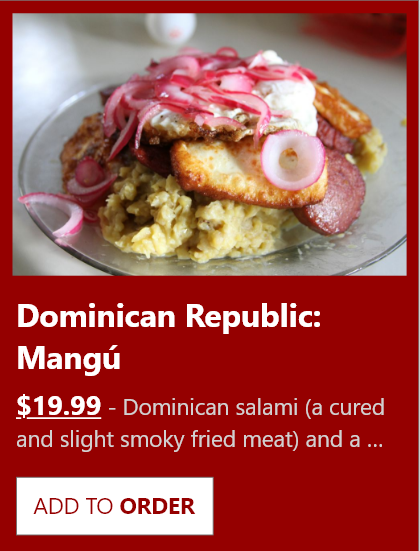 Dominican Republic:
Mangú
$19.99 - Dominican salami (a cured
and slight smoky fried meat) and a ...
ADD TO ORDER